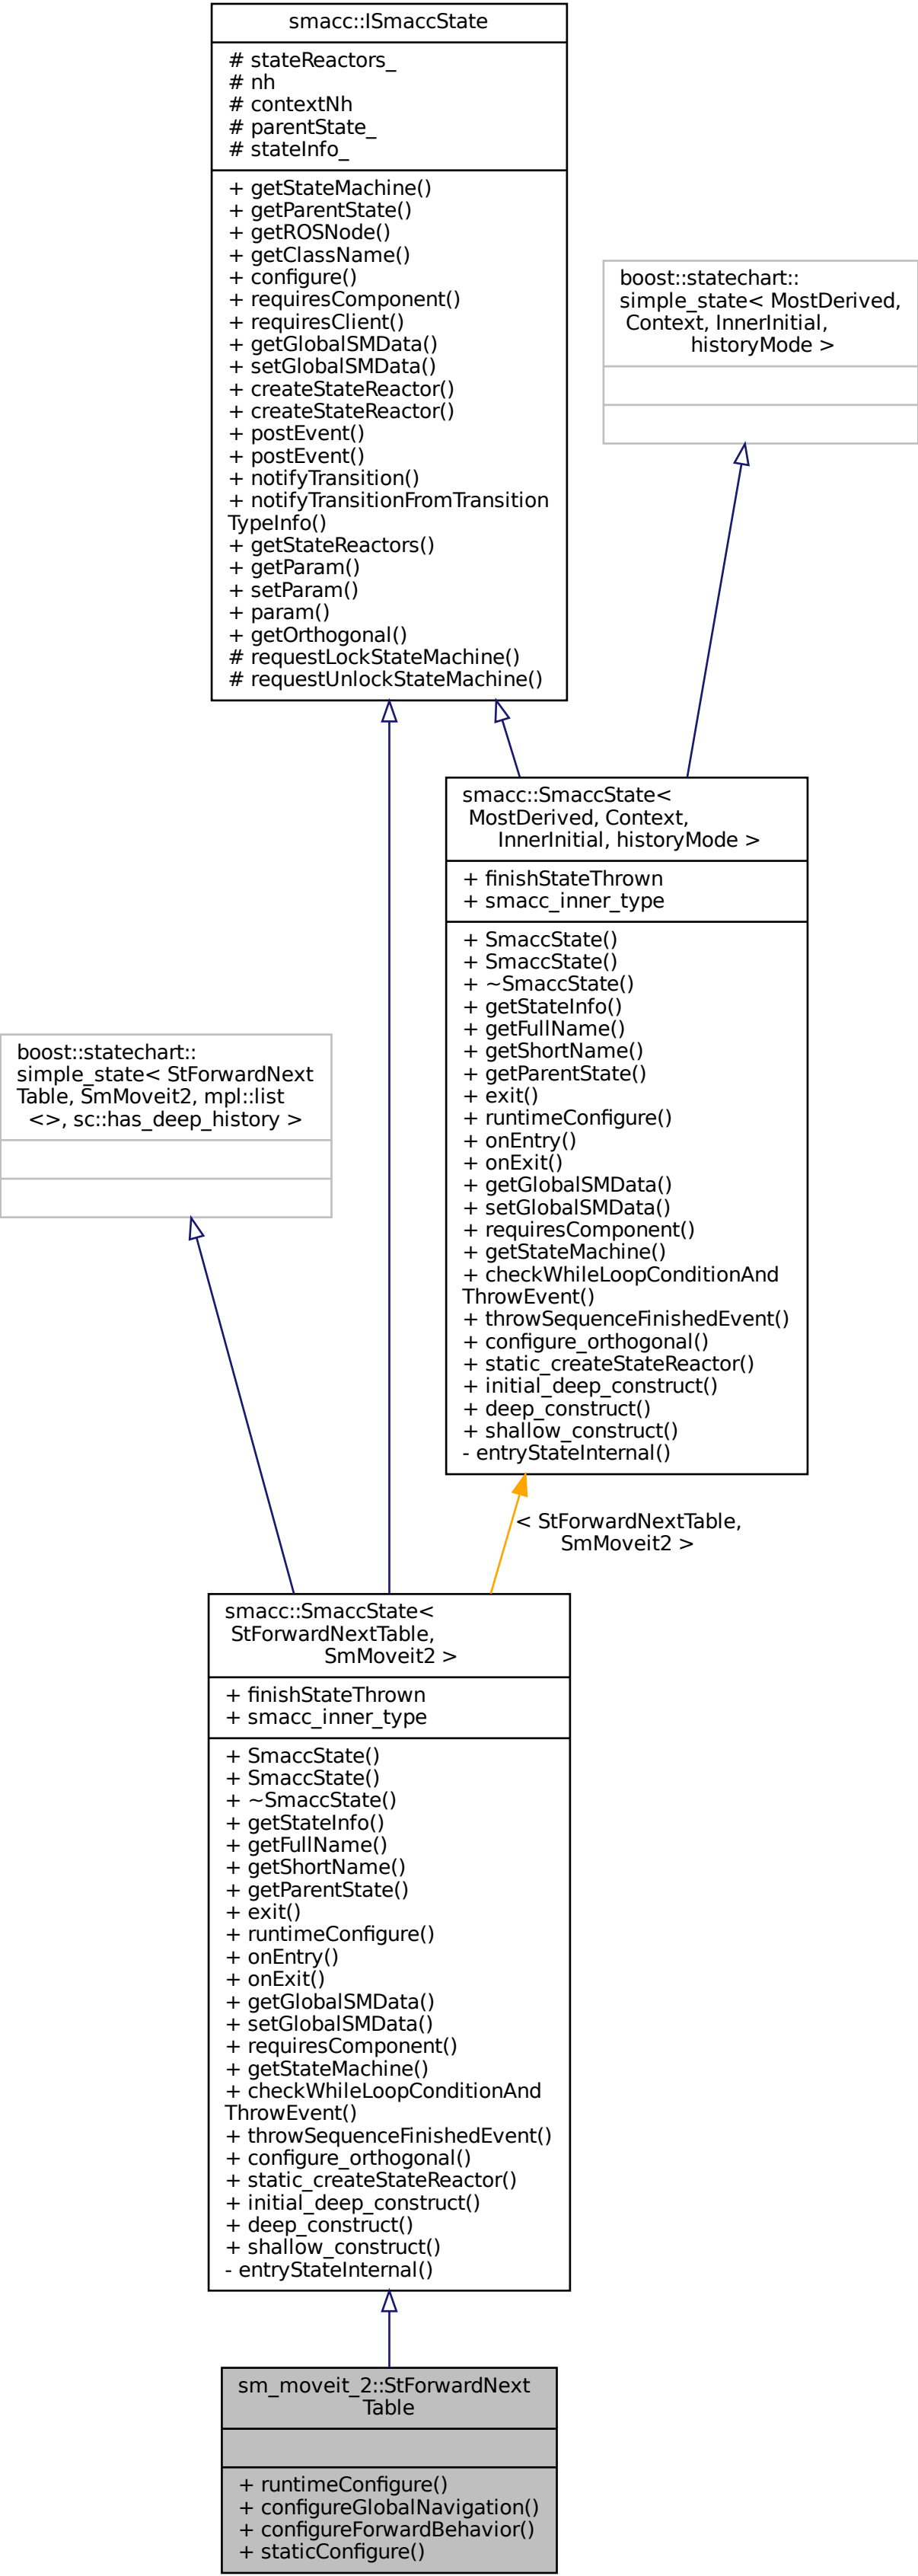 smacc::ISmaccState
# stateReactors_
# nh
# contextNh
# parentState_
# stateInfo_
+ getStateMachine()
+ getParentState()
+ getROSNode()
+ getClassName()
+ configure()
+ requiresComponent()
+ requiresClient()
+ getGlobalSMData()
+ setGlobalSMData()
+ createStateReactor()
+ createStateReactor()
+ postEvent()
+ postEvent()
+ notifyTransition()
+ notifyTransitionFromTransition
TypeInfo()
+ getStateReactors()
+ getParam()
+ setParam()
+ param()
+ getOrthogonal()
# requestLockStateMachine()
# requestUnlockStateMachine()
boost::statechart::
simple_state< MostDerived,
Context, InnerInitial,
historyMode >
smacc::SmaccState<
MostDerived, Context,
InnerInitial, historyMode >
+ finishStateThrown
+ smacc_inner_type
+ SmaccState()
+ SmaccState()
+ ~SmaccState()
+ getStateInfo()
+ getFullName()
+ getShortName()
+ getParentState()
+ exit()
+ runtimeConfigure()
+ onEntry()
+ onExit()
+ getGlobalSMData()
+ setGlobalSMData()
+ requiresComponent()
+ getStateMachine()
+ checkWhileLoopConditionAnd
ThrowEvent()
+ throwSequenceFinishedEvent()
+ configure_orthogonal()
+ static_createStateReactor()
+ initial_deep_construct()
+ deep_construct()
+ shallow_construct()
- entryStateInternal()
boost::statechart::
simple_state< StForwardNext
Table, SmMoveit2, mpl::list
<>, sc::has_deep_history >
< StForwardNextTable,
SmMoveit2 >
smacc::SmaccState<
StForwardNextTable,
SmMoveit2 >
+ finishStateThrown
+ smacc_inner_type
+ SmaccState()
+ SmaccState()
+ ~SmaccState()
+ getStateInfo()
+ getFullName()
+ getShortName()
+ getParentState()
+ exit()
+ runtimeConfigure()
+ onEntry()
+ onExit()
+ getGlobalSMData()
+ setGlobalSMData()
+ requiresComponent()
+ getStateMachine()
+ checkWhileLoopConditionAnd
ThrowEvent()
+ throwSequenceFinishedEvent()
+ configure_orthogonal()
+ static_createStateReactor()
+ initial_deep_construct()
+ deep_construct()
+ shallow_construct()
- entryStateInternal()
sm_moveit_2::StForwardNext
Table
+ runtimeConfigure()
+ configureGlobalNavigation()
+ configureForwardBehavior()
+ staticConfigure()